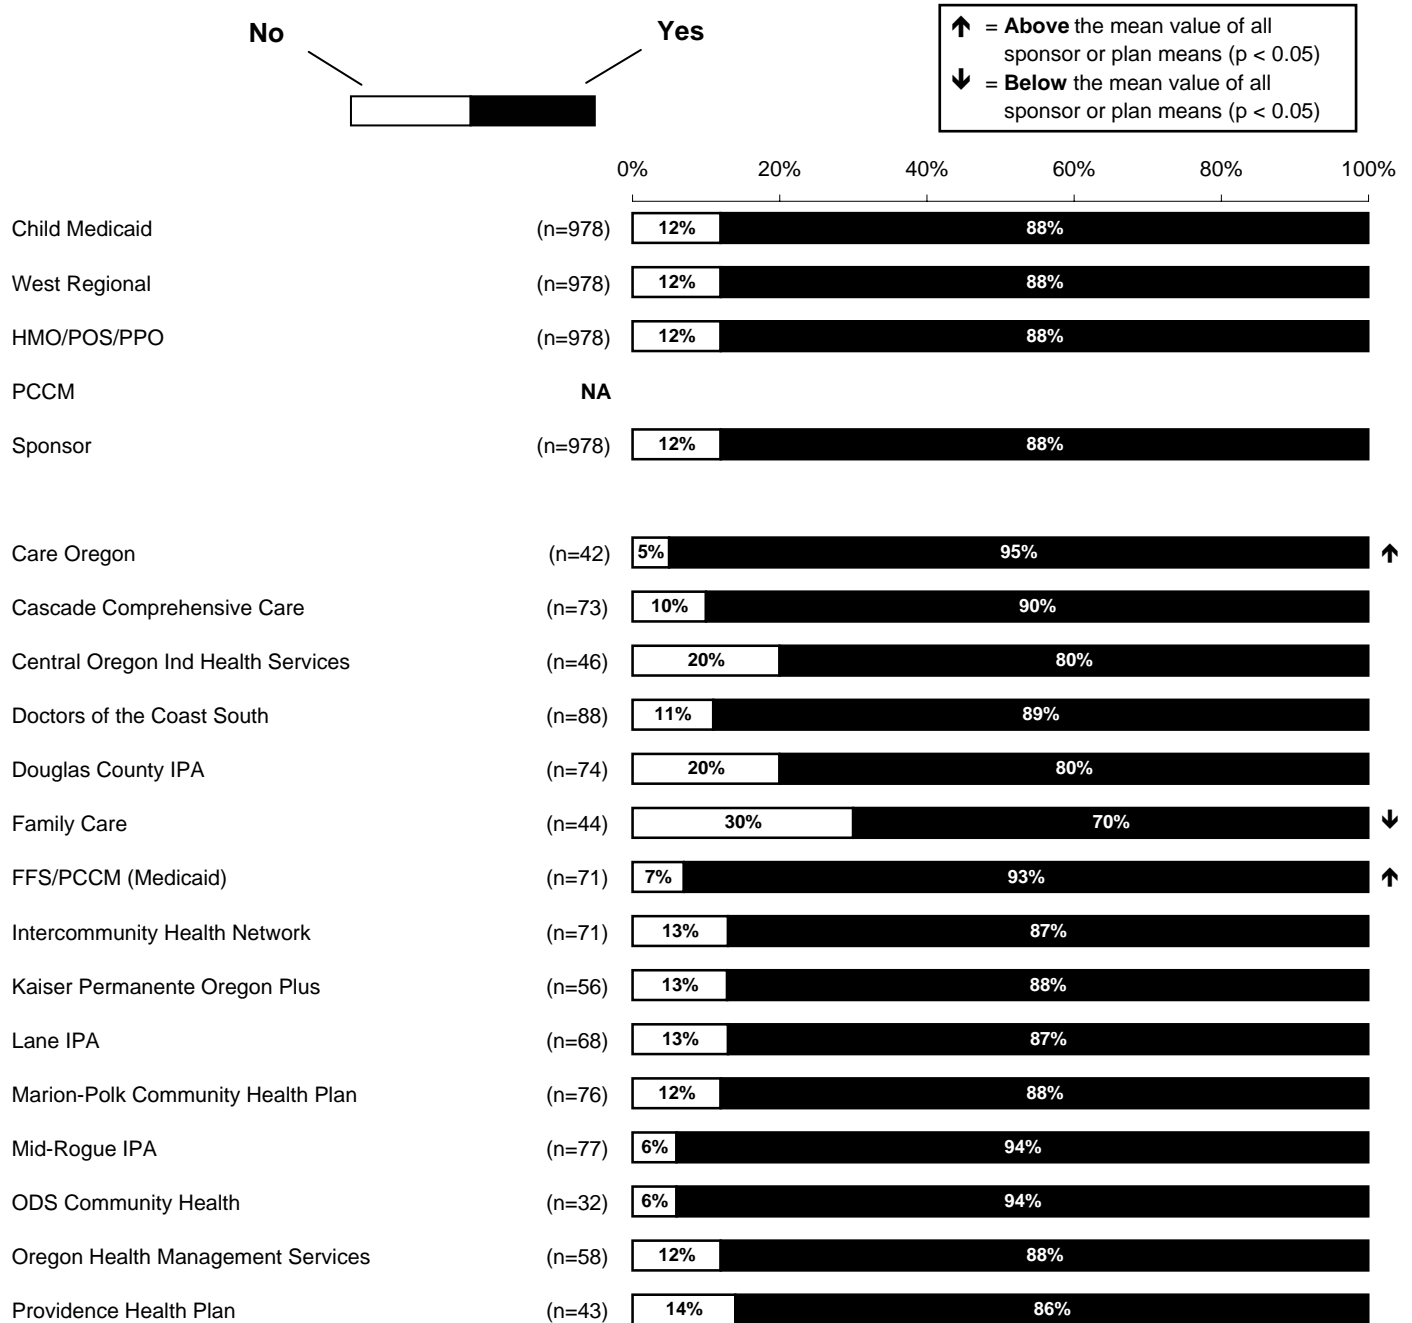 No
Yes
↑ = Above the mean value of all
sponsor or plan means (p < 0.05)
↓ = Below the mean value of all
sponsor or plan means (p < 0.05)
0% 20% 40% 60% 80% 100%
Child Medicaid (n=978) 12% 88%
West Regional (n=978) 12% 88%
HMO/POS/PPO (n=978) 12% 88%
PCCM NA
Sponsor (n=978) 12% 88%
Care Oregon (n=42) 5% 95% ↑
Cascade Comprehensive Care (n=73) 10% 90%
Central Oregon Ind Health Services (n=46) 20% 80%
Doctors of the Coast South (n=88) 11% 89%
Douglas County IPA (n=74) 20% 80%
Family Care (n=44) 30% 70% ↓
FFS/PCCM (Medicaid) (n=71) 7% 93% ↑
Intercommunity Health Network (n=71) 13% 87%
Kaiser Permanente Oregon Plus (n=56) 13% 88%
Lane IPA (n=68) 13% 87%
Marion-Polk Community Health Plan (n=76) 12% 88%
Mid-Rogue IPA (n=77) 6% 94%
ODS Community Health (n=32) 6% 94%
Oregon Health Management Services (n=58) 12% 88%
Providence Health Plan (n=43) 14% 86%